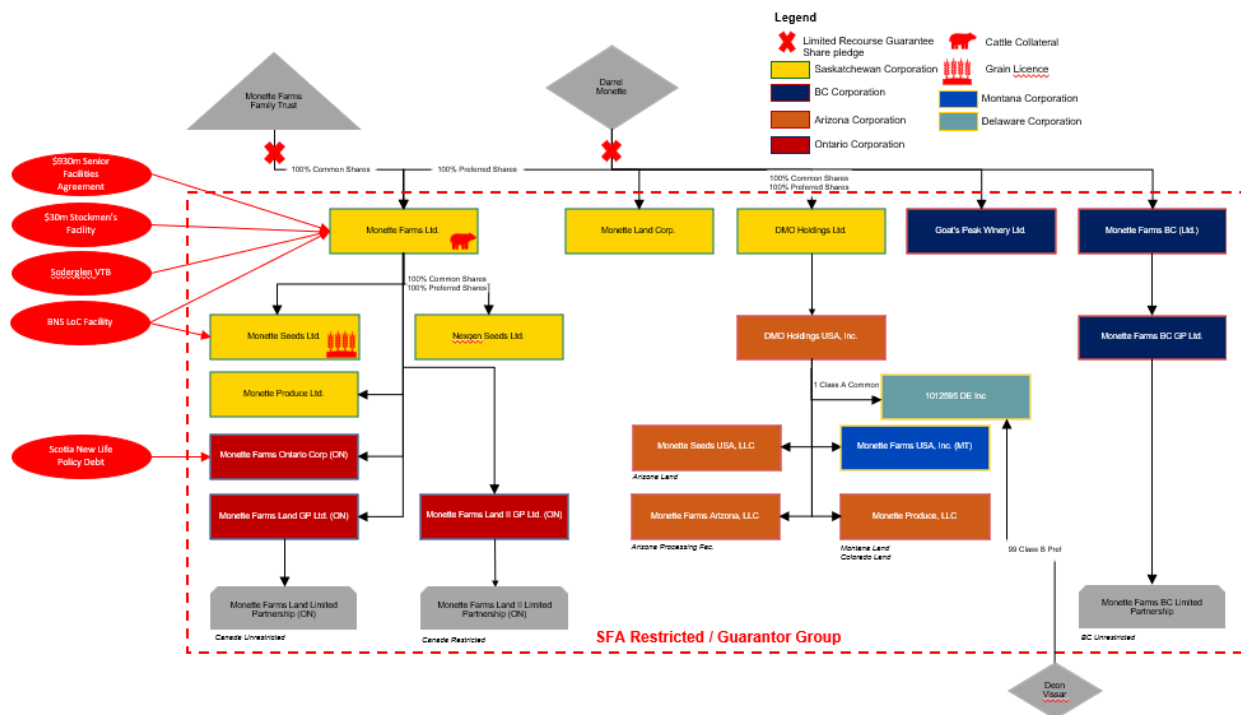 Legend
Limited Recourse Guarantee
Share pledge
Cattle Collateral
Saskatchewan Corporation
Grain Licence
BC Corporation
Montana Corporation
Arizona Corporation
Delaware Corporation
Ontario Corporation
Monette Farms
Family Trust
Darrel
Monette
$930m Senior
Facilities
Agreement
100% Common Shares
100% Preferred Shares
100% Common Shares
100% Preferred Shares
$30m Stockmen's
Facility
Monette Farms Ltd.
Monette Land Corp.
DMO Holdings Ltd.
Goat's Peak Winery Ltd.
Monette Farms BC (Ltd.)
Soderglen VTB
100% Common Shares
100% Preferred Shares
BNS LoC Facility
Monette Seeds Ltd.
Nexgen Seeds Ltd.
DMO Holdings USA, Inc.
Monette Farms BC GP Ltd.
Monette Produce Ltd.
1 Class A Common
1012595 DE Inc
Scotia New Life
Policy Debt
Monette Farms Ontario Corp (ON)
Monette Seeds USA, LLC
Monette Farms USA, Inc. (MT)
Arizona Land
Monette Farms Land GP Ltd. (ON)
Monette Farms Land II GP Ltd. (ON)
Monette Farms Arizona, LLC
Monette Produce, LLC
Arizona Processing Fac.
Montana Land
Colorado Land
99 Class B Pref
Monette Farms Land Limited
Partnership (ON)
Monette Farms Land II Limited
Partnership (ON)
Monette Farms BC Limited
Partnership
Canada Unrestricted
Canada Restricted
BC Unrestricted
SFA Restricted / Guarantor Group
Deon
Vissar